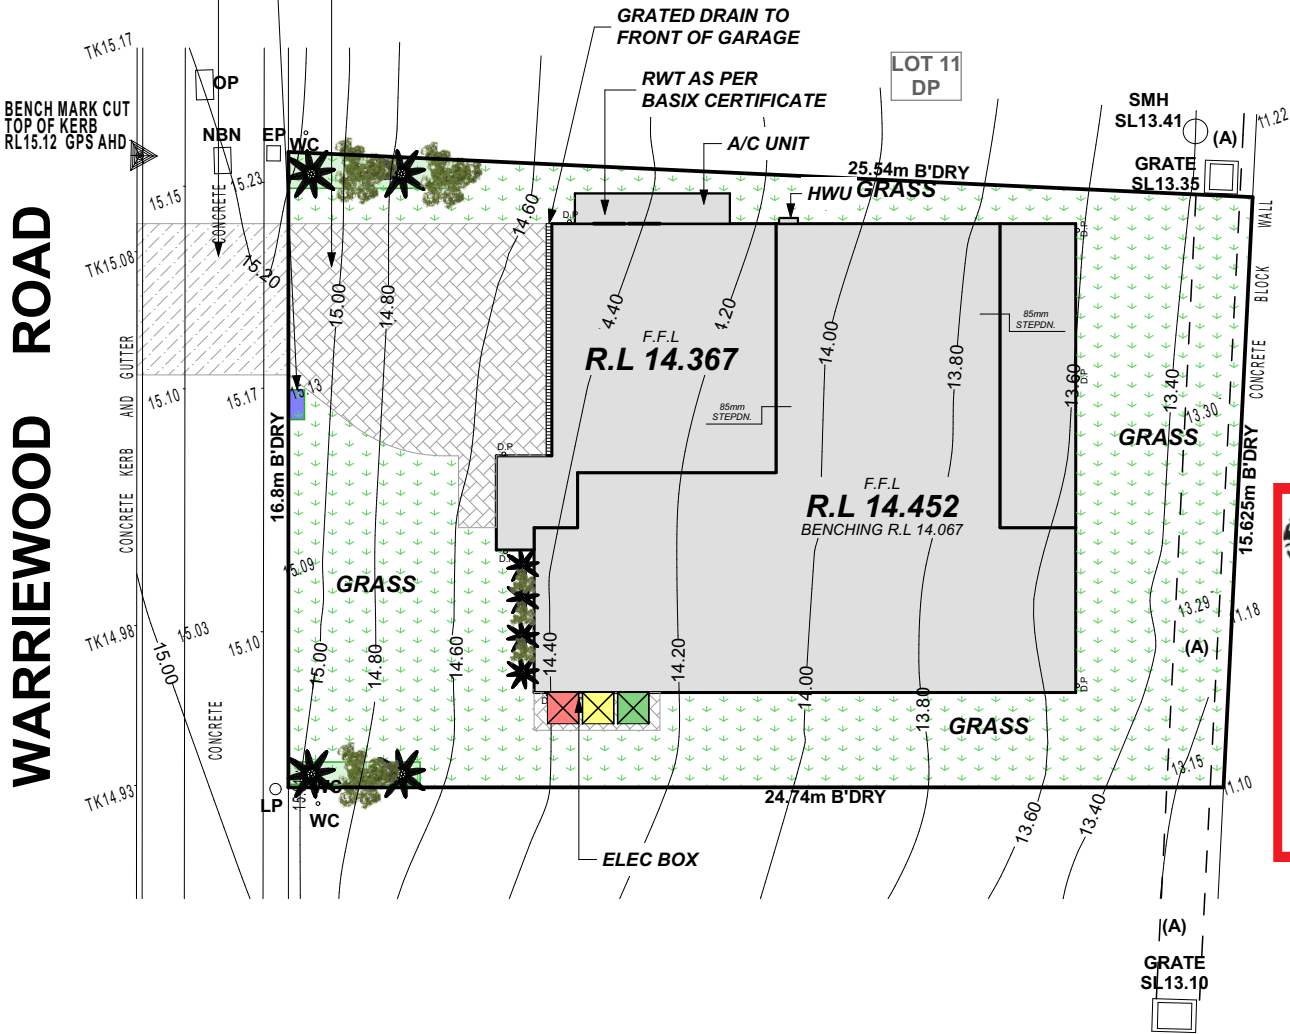 GRATED DRAIN TO
FRONT OF GARAGE
TK15.17
RWT AS PER
BASIX CERTIFICATE
LOT 11
DP
OP
BENCH MARK CUT
TOP OF KERB
RL15.12 GPS AHD
NBN
EP
WC
A/C UNIT
SMH
SL13.41
(A)
11.22
GRATE
SL13.35
25.54m B'DRY
HWU
GRASS
15.15
15.23
CONCRETE
14.60
D.P
D.P
WALL
BLOCK
CONCRETE
TK15.08
15.20
15.00
14.80
4.40
4.20
14.00
13.80
13.60
13.40
85mm
STEPDN.
F.F.L
R.L 14.367
D.P
15.10
15.17
15.13
85mm
STEPDN.
13.30
GRASS
WARRIEWOOD ROAD
CONCRETE KERB AND GUTTER
16.8m B'DRY
15.625m B'DRY
D.P
F.F.L
R.L 14.452
BENCHING R.L 14.067
15.09
GRASS
13.29
11.18
TK14.98
15.03
15.10
15.00
15.00
14.80
14.60
14.40
14.20
14.00
13.80
(A)
D.P
CONCRETE
GRASS
13.15
11.10
TK14.93
LP
WC
24.74m B'DRY
13.60
13.40
ELEC BOX
(A)
GRATE
SL13.10